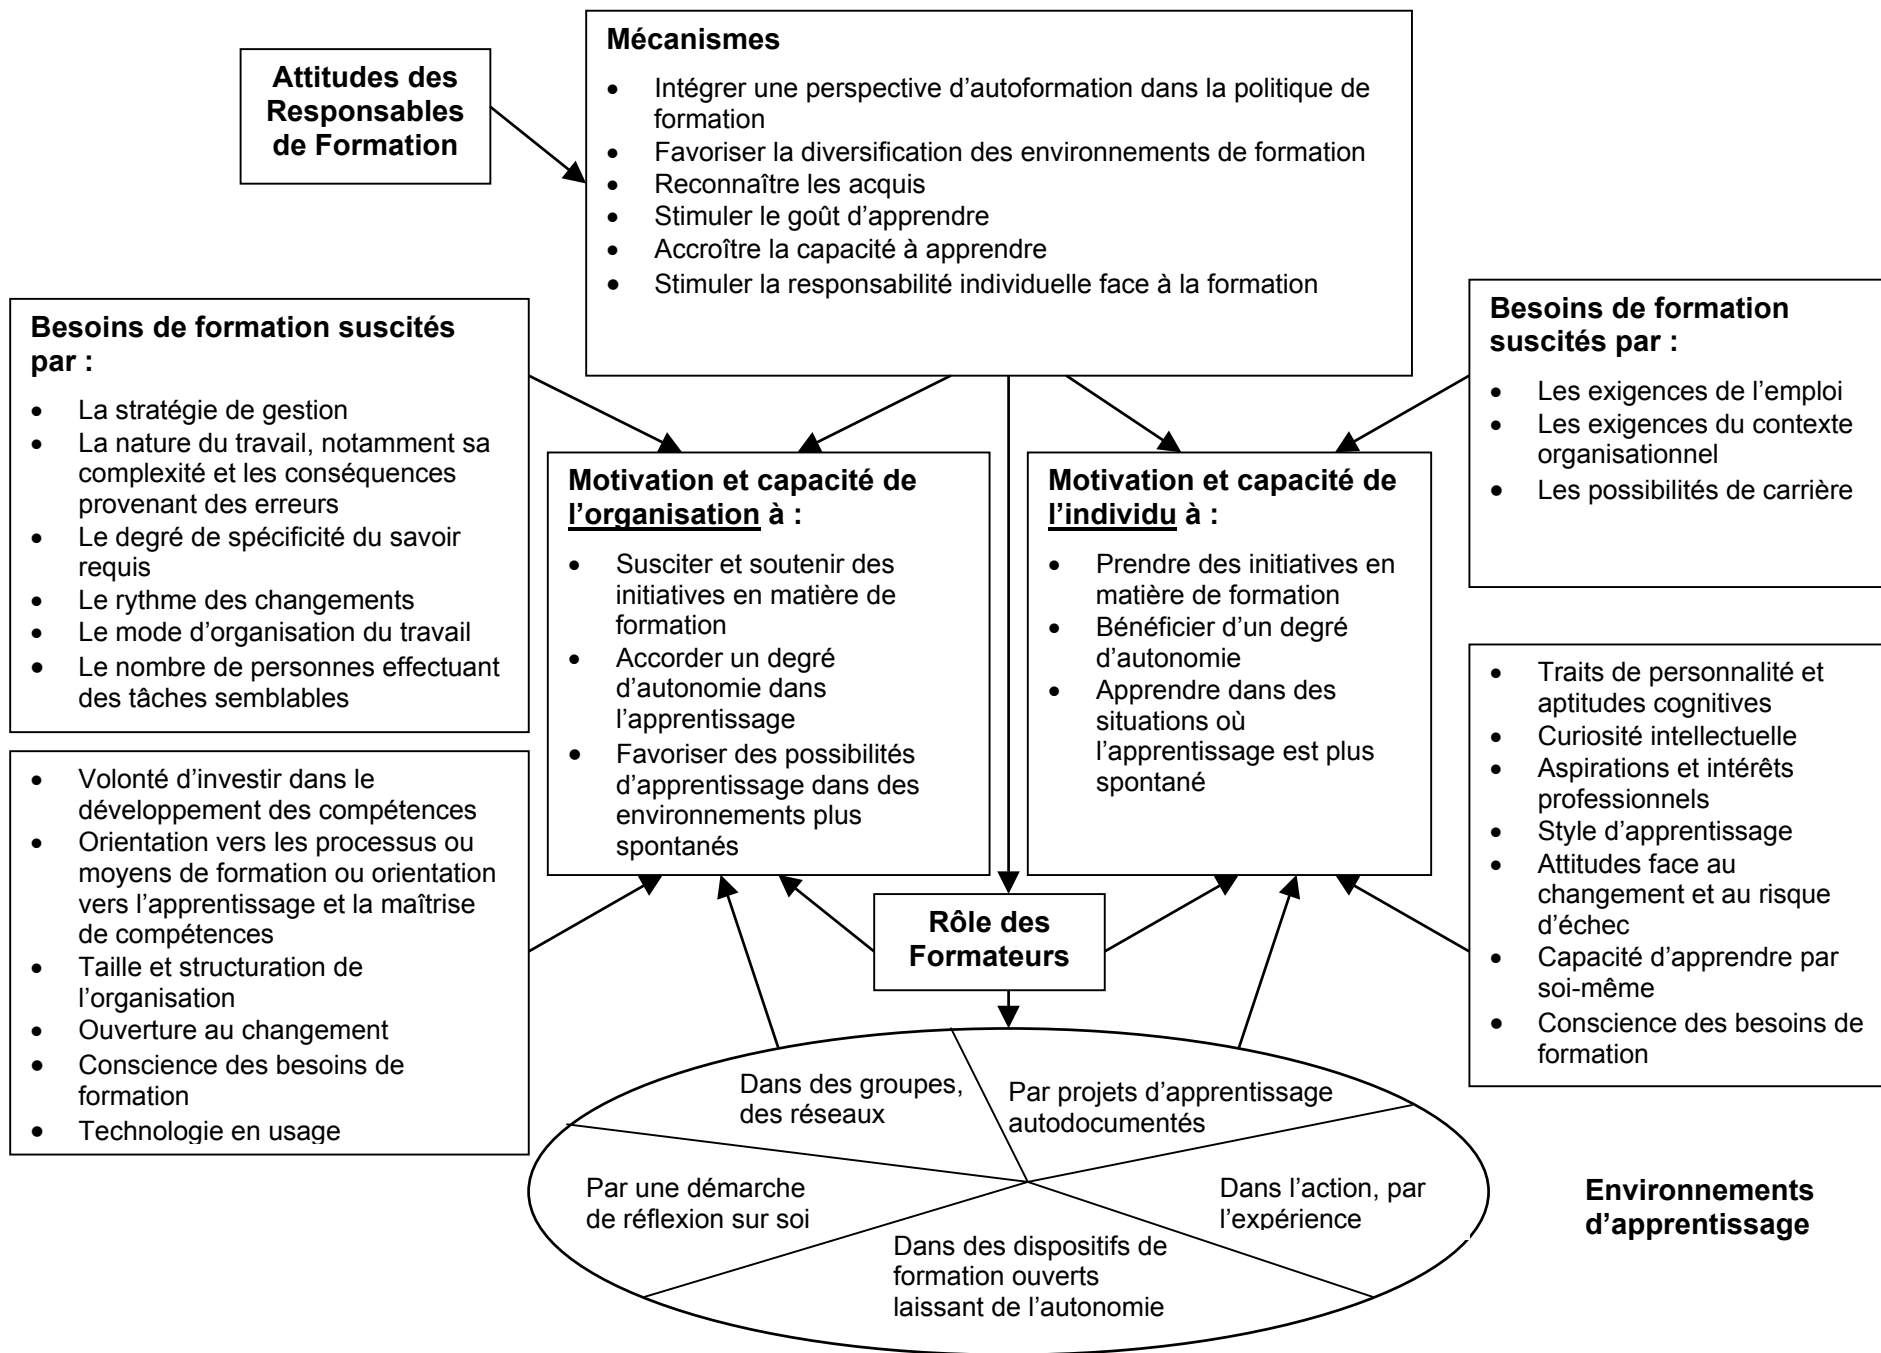 Attitudes des
Responsables
de Formation
Mécanismes
• Intégrer une perspective d’autoformation dans la politique de
formation
• Favoriser la diversification des environnements de formation
• Reconnaître les acquis
• Stimuler le goût d’apprendre
• Accroître la capacité à apprendre
• Stimuler la responsabilité individuelle face à la formation
Besoins de formation suscités
par :
• La stratégie de gestion
• La nature du travail, notamment sa
complexité et les conséquences
provenant des erreurs
• Le degré de spécificité du savoir
requis
• Le rythme des changements
• Le mode d’organisation du travail
• Le nombre de personnes effectuant
des tâches semblables
Besoins de formation
suscités par :
• Les exigences de l’emploi
• Les exigences du contexte
organisationnel
• Les possibilités de carrière
Motivation et capacité de
l’organisation à :
• Susciter et soutenir des
initiatives en matière de
formation
• Accorder un degré
d’autonomie dans
l’apprentissage
• Favoriser des possibilités
d’apprentissage dans des
environnements plus
spontanés
Motivation et capacité de
l’individu à :
• Prendre des initiatives en
matière de formation
• Bénéficier d’un degré
d’autonomie
• Apprendre dans des
situations où
l’apprentissage est plus
spontané
• Volonté d’investir dans le
développement des compétences
• Orientation vers les processus ou
moyens de formation ou orientation
vers l’apprentissage et la maîtrise
de compétences
• Taille et structuration de
l’organisation
• Ouverture au changement
• Conscience des besoins de
formation
• Technologie en usage
• Traits de personnalité et
aptitudes cognitives
• Curiosité intellectuelle
• Aspirations et intérêts
professionnels
• Style d’apprentissage
• Attitudes face au
changement et au risque
d’échec
• Capacité d’apprendre par
soi-même
• Conscience des besoins de
formation
Rôle des
Formateurs
Dans des groupes,
des réseaux
Par projets d’apprentissage
autodocumentés
Par une démarche
de réflexion sur soi
Dans l’action, par
l’expérience
Dans des dispositifs de
formation ouverts
laissant de l’autonomie
Environnements
d’apprentissage